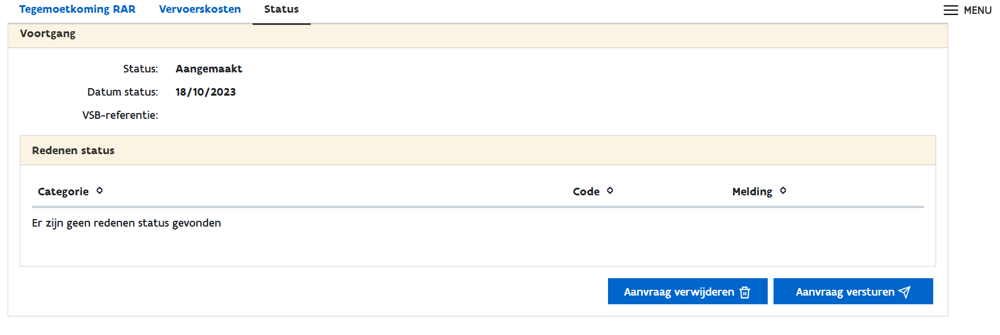 Tegemoetkoming RAR Vervoerskosten Status MENU
Voortgang
Status: Aangemaakt
Datum status: 18/10/2023
VSB-referentie:
Redenen status
Categorie Code Melding
Er zijn geen redenen status gevonden
Aanvraag verwijderen Aanvraag versturen